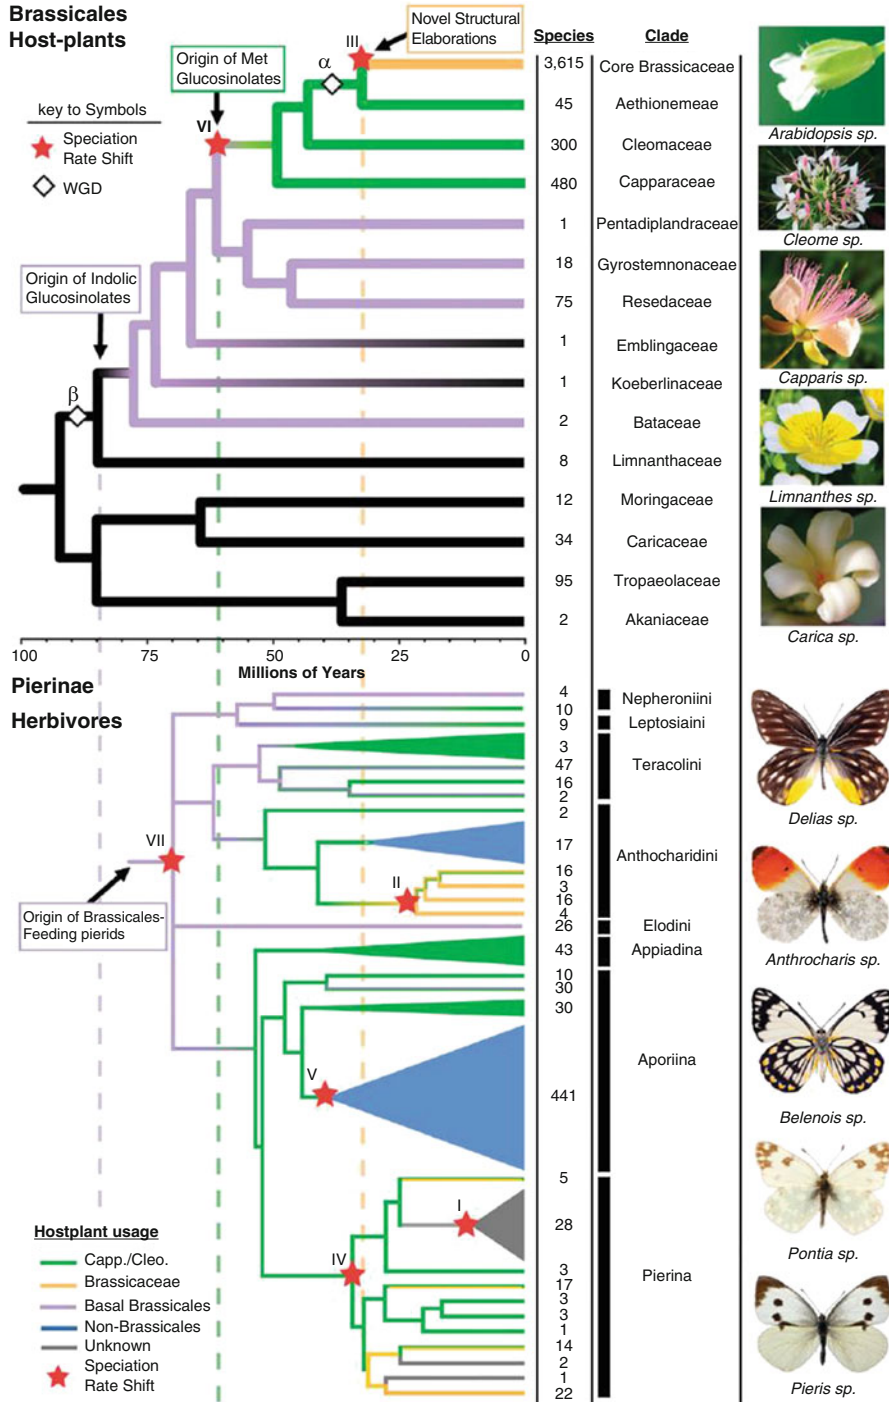 Brassicales
Host-plants
Novel Structural
Elaborations
Species
Clade
III
α
Origin of Met
Glucosinolates
3,615
Core Brassicaceae
key to Symbols
45
Aethionemeae
Arabidopsis sp.
VI
Speciation
Rate Shift
300
Cleomaceae
WGD
480
Capparaceae
1
Pentadiplandraceae
Cleome sp.
Origin of Indolic
Glucosinolates
18
Gyrostemnonaceae
75
Resedaceae
1
Emblingaceae
Capparis sp.
1
Koeberlinaceae
β
2
Bataceae
8
Limnanthaceae
Limnanthes sp.
12
Moringaceae
34
Caricaceae
95
Tropaeolaceae
2
Akaniaceae
Carica sp.
100 75 50 25 0
Millions of Years
Pierinae
Herbivores
4
10
Nepheroniini
9
Leptosiaini
3
47
Teracolini
16
2
2
Delias sp.
VII
17
Anthocharidini
II
16
3
16
4
Origin of Brassicales-
Feeding pierids
26
Elodini
43
Appiadina
Anthrocharis sp.
10
30
30
Aporiina
V
441
Belenois sp.
5
I
28
Hostplant usage
Capp./Cleo.
IV
Pontia sp.
3
Pierina
Brassicaceae
17
Basal Brassicales
3
Non-Brassicales
3
1
Unknown
14
Speciation
Rate Shift
2
1
22
Pieris sp.